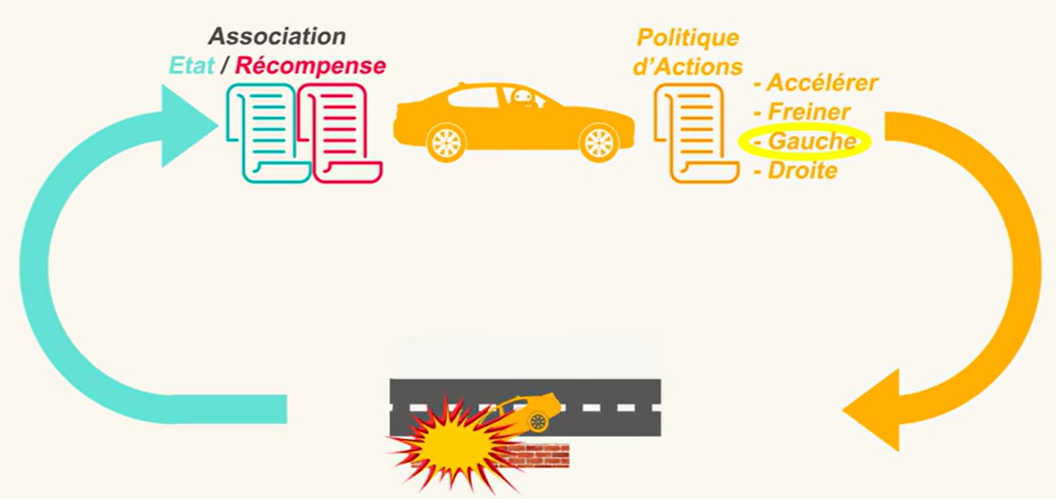 Association
Etat / Récompense
Politique
d'Actions
- Accélérer
- Freiner
- Gauche
- Droite